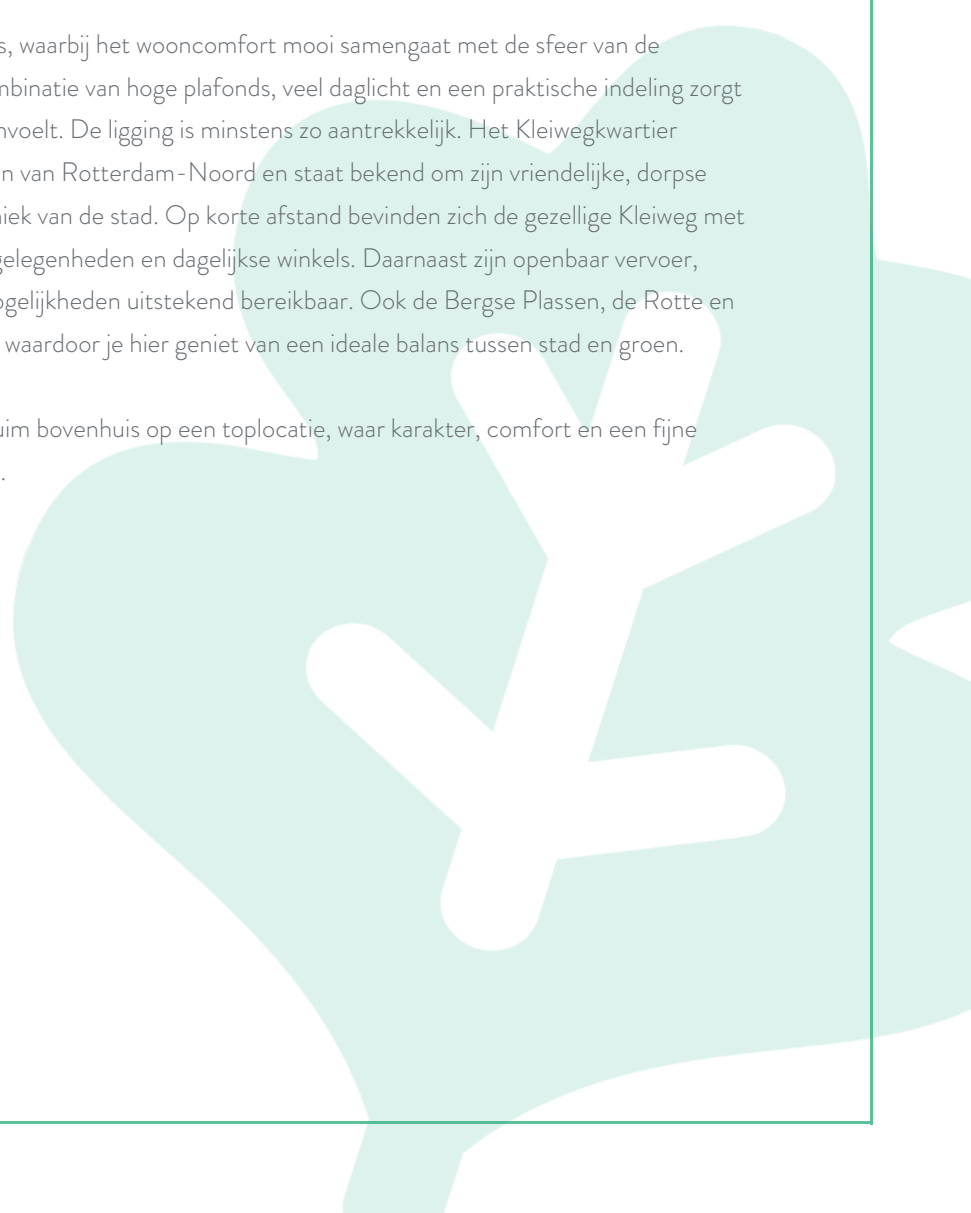 s, waarbij het wooncomfort mooi samengaat met de sfeer van de
mbinatie van hoge plafonds, veel daglicht en een praktische indeling zorgt
nvoelt. De ligging is minstens zo aantrekkelijk. Het Kleiwegkwartier
n van Rotterdam-Noord en staat bekend om zijn vriendelijke, dorpse
niek van de stad. Op korte afstand bevinden zich de gezellige Kleiweg met
gelegenheden en dagelijkse winkels. Daarnaast zijn openbaar vervoer,
ogelijkheden uitstekend bereikbaar. Ook de Bergse Plassen, de Rotte en
waardoor je hier geniet van een ideale balans tussen stad en groen.
uim bovenhuis op een toplocatie, waar karakter, comfort en een fijne
.